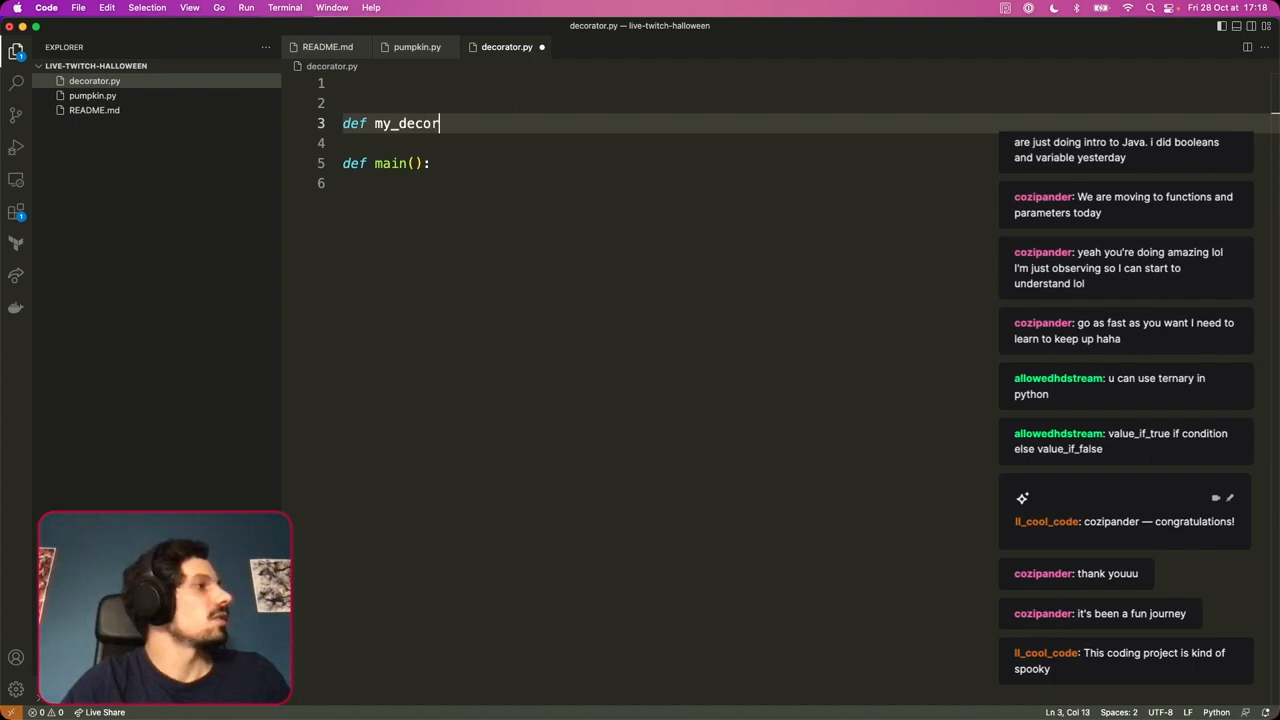 Code File Edit Selection View Go Run Terminal Window Help
Fri 28 Oct at 17:18
decorator.py — live-twitch-halloween
EXPLORER
README.md
pumpkin.py
decorator.py
LIVE-TWITCH-HALLOWEEN
decorator.py
decorator.py
pumpkin.py
README.md
1
1
1
2
3 def my_decor
4
5 def main():
6
are just doing intro to Java. i did booleans
and variable yesterday
cozipander: We are moving to functions and
parameters today
cozipander: yeah you're doing amazing lol
I'm just observing so I can start to
understand lol
cozipander: go as fast as you want I need to
learn to keep up haha
allowedhdstream: u can use ternary in
python
allowedhdstream: value_if_true if condition
else value_if_false
ll_cool_code: cozipander — congratulations!
cozipander: thank youuu
cozipander: it's been a fun journey
ll_cool_code: This coding project is kind of
spooky
0 0 Live Share
Ln 3, Col 13 Spaces: 2 UTF-8 LF Python